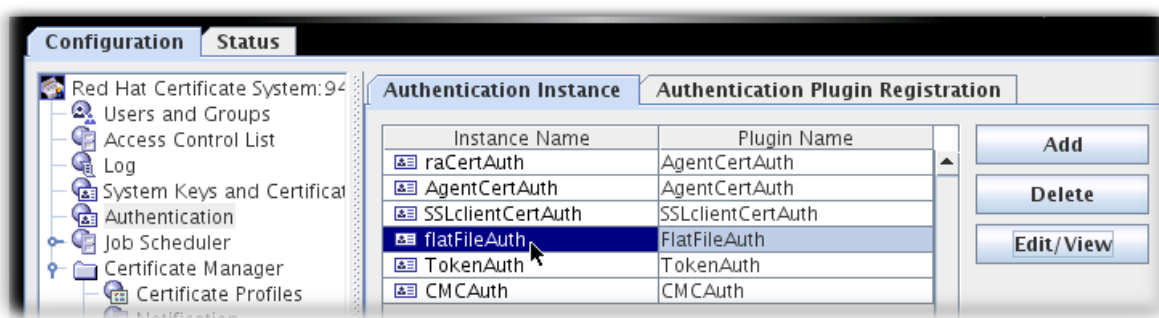 Configuration Status
Red Hat Certificate System:94
Users and Groups
Access Control List
Log
System Keys and Certificat
Authentication
Job Scheduler
Certificate Manager
Certificate Profiles
Notification
Authentication Instance Authentication Plugin Registration
Instance Name Plugin Name
raCertAuth AgentCertAuth
AgentCertAuth AgentCertAuth
SSLclientCertAuth SSLclientCertAuth
flatFileAuth FlatFileAuth
TokenAuth TokenAuth
CMCAuth CMCAuth
Add
Delete
Edit/View